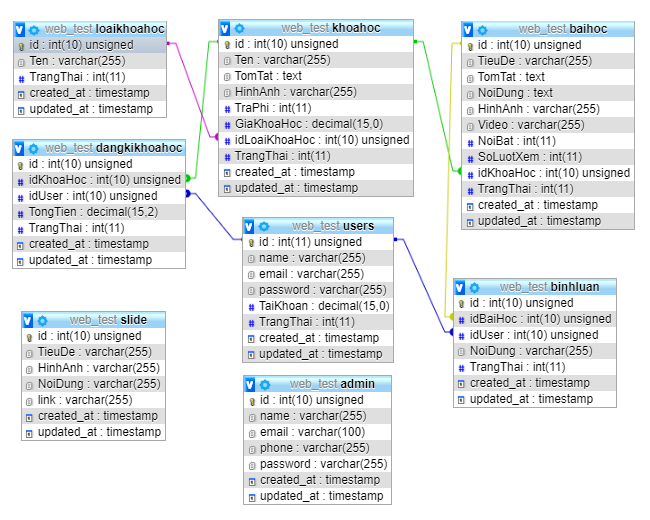 web_test loaikhoahoc
id : int(10) unsigned
Ten : varchar(255)
TrangThai : int(11)
created_at : timestamp
updated_at : timestamp
web_test khoahoc
id : int(10) unsigned
Ten : varchar(255)
TomTat : text
HinhAnh : varchar(255)
TraPhi : int(11)
GiaKhoaHoc : decimal(15,0)
idLoaiKhoaHoc : int(10) unsigned
TrangThai : int(11)
created_at : timestamp
updated_at : timestamp
web_test baihoc
id : int(10) unsigned
TieuDe : varchar(255)
TomTat : text
NoiDung : text
HinhAnh : varchar(255)
Video : varchar(255)
NoiBat : int(11)
SoLuotXem : int(11)
idKhoaHoc : int(10) unsigned
TrangThai : int(11)
created_at : timestamp
updated_at : timestamp
web_test dangkikhoahoc
id : int(10) unsigned
idKhoaHoc : int(10) unsigned
idUser : int(10) unsigned
TongTien : decimal(15,2)
TrangThai : int(11)
created_at : timestamp
updated_at : timestamp
web_test users
id : int(11) unsigned
name : varchar(255)
email : varchar(255)
password : varchar(255)
TaiKhoan : decimal(15,0)
TrangThai : int(11)
created_at : timestamp
updated_at : timestamp
web_test binhluan
id : int(10) unsigned
idBaiHoc : int(10) unsigned
idUser : int(10) unsigned
NoiDung : varchar(255)
TrangThai : int(11)
created_at : timestamp
updated_at : timestamp
web_test slide
id : int(10) unsigned
TieuDe : varchar(255)
HinhAnh : varchar(255)
NoiDung : varchar(255)
link : varchar(255)
created_at : timestamp
updated_at : timestamp
web_test admin
id : int(10) unsigned
name : varchar(255)
email : varchar(100)
phone : varchar(255)
password : varchar(255)
created_at : timestamp
updated_at : timestamp